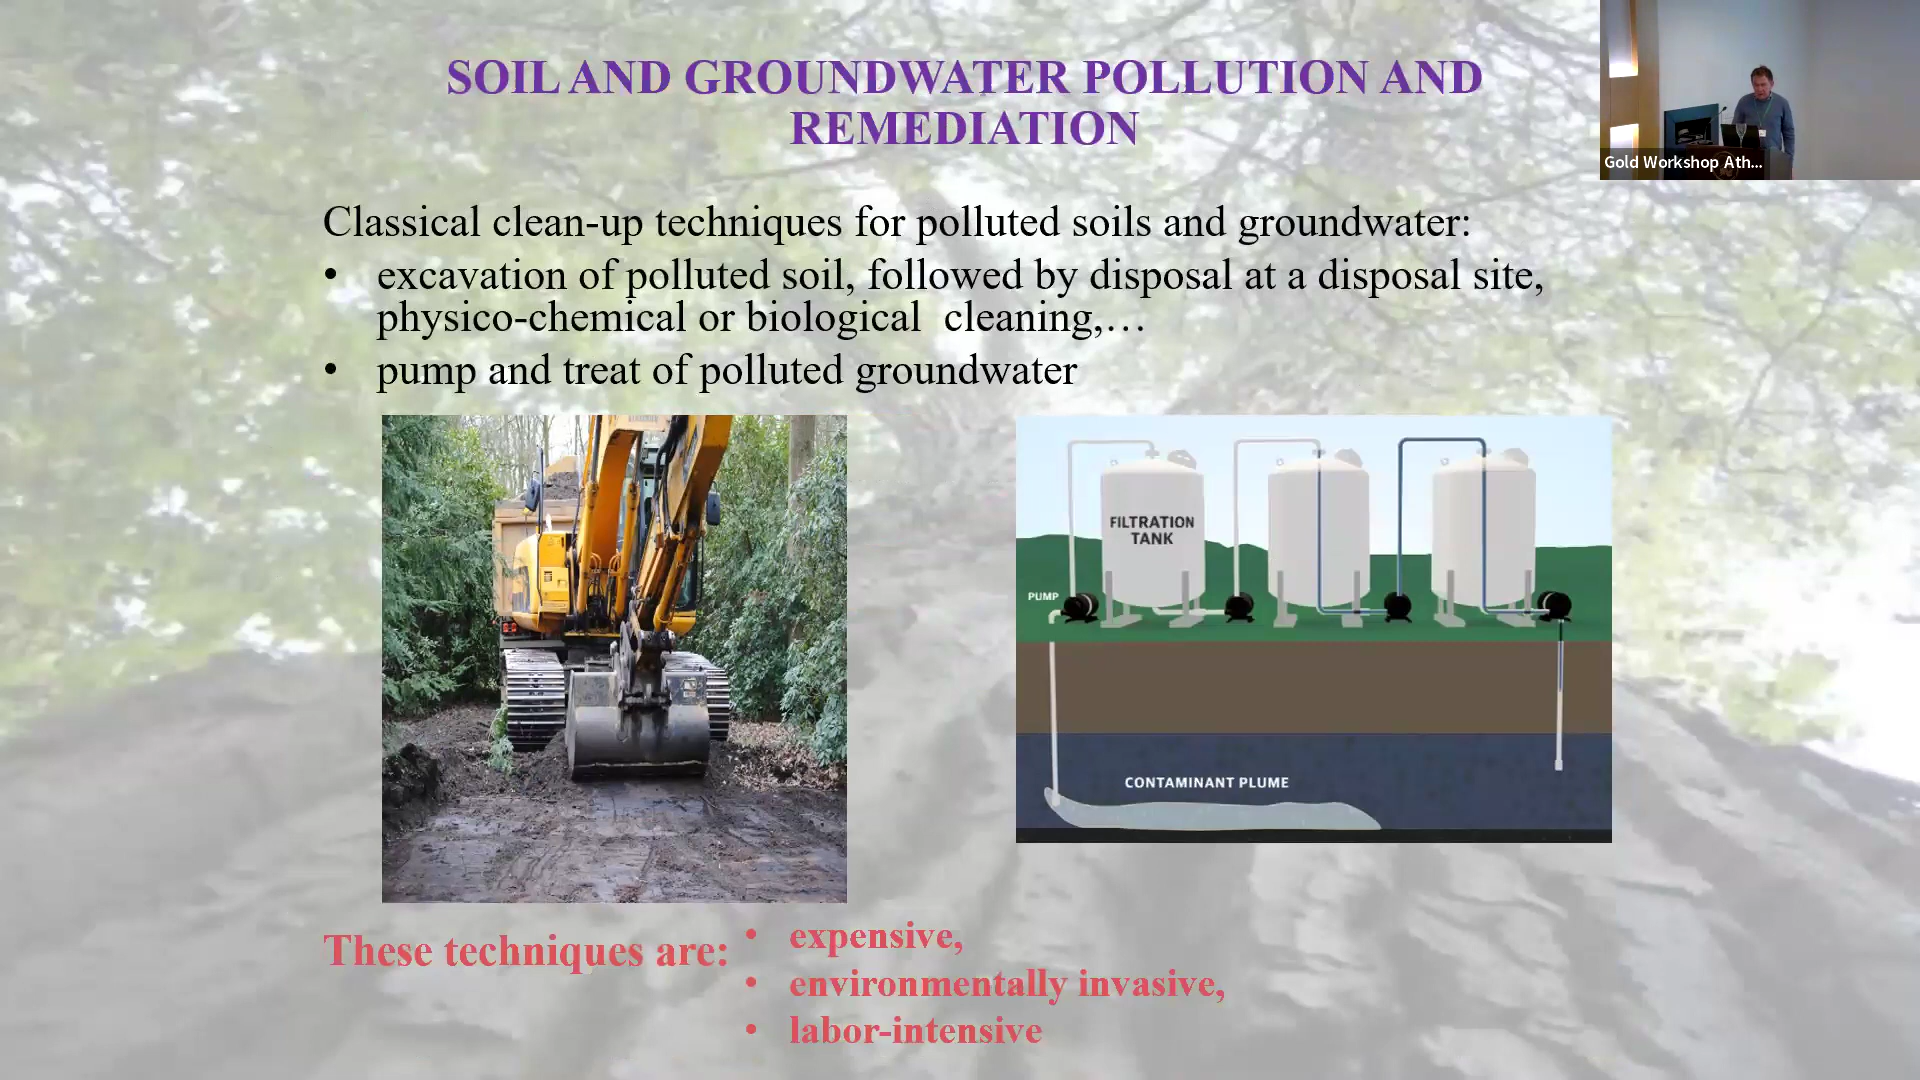 SOIL AND GROUNDWATER POLLUTION AND
REMEDIATION
Gold Workshop Ath...
Classical clean-up techniques for polluted soils and groundwater:
• excavation of polluted soil, followed by disposal at a disposal site,
physico-chemical or biological cleaning,…
• pump and treat of polluted groundwater
FILTRATION
TANK
PUMP
CONTAMINANT PLUME
These techniques are:
• expensive,
• environmentally invasive,
• labor-intensive